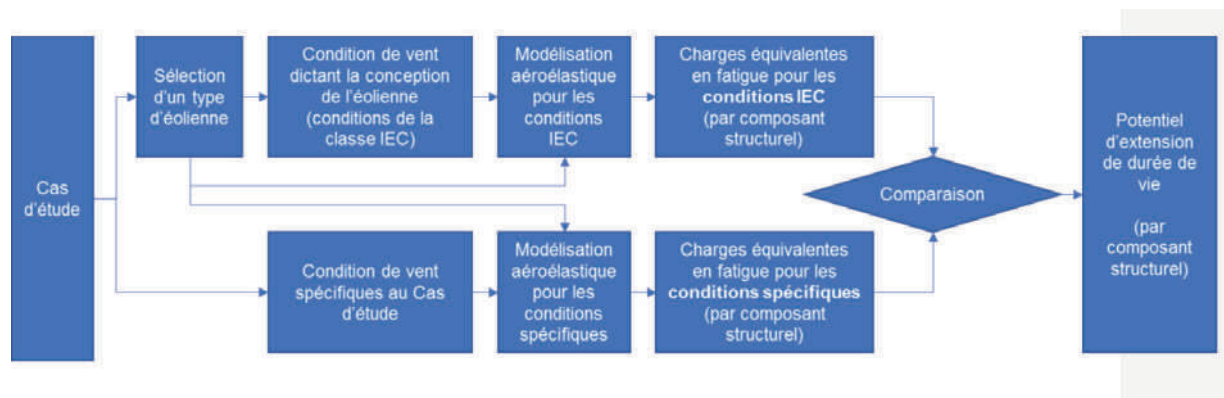 Cas
d'étude
Sélection
d'un type
d'éolienne
Condition de vent
dictant la conception
de l'éolienne
(conditions de la
classe IEC)
Modélisation
aéroélastique
pour les
conditions
IEC
Charges équivalentes
en fatigue pour les
conditions IEC
(par composant
structurel)
Condition de vent
spécifiques au Cas
d'étude
Modélisation
aéroélastique
pour les
conditions
spécifiques
Charges équivalentes
en fatigue pour les
conditions spécifiques
(par composant
structurel)
Comparaison
Potentiel
d'extension
de durée de
vie
(par
composant
structurel)